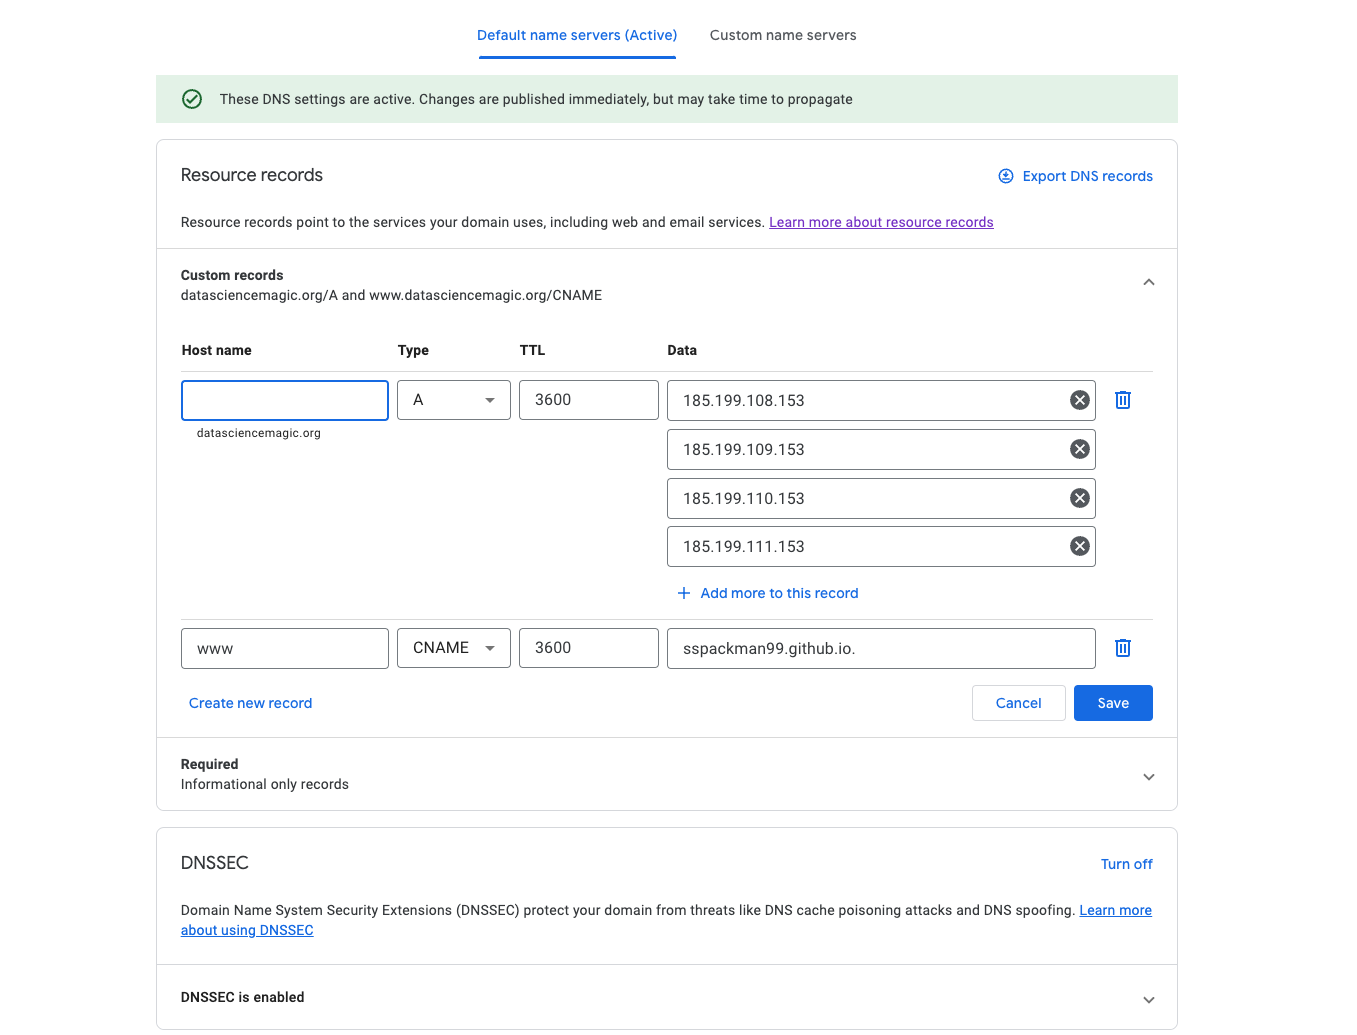 Default name servers (Active)
Custom name servers
These DNS settings are active. Changes are published immediately, but may take time to propagate
Resource records
Export DNS records
Resource records point to the services your domain uses, including web and email services. Learn more about resource records
Custom records
datasciencemagic.org/A and www.datasciencemagic.org/CNAME
Host name Type TTL Data
A 3600 185.199.108.153
datasciencemagic.org
185.199.109.153
185.199.110.153
185.199.111.153
Add more to this record
www CNAME 3600 sspackman99.github.io.
Create new record
Cancel
Save
Required
Informational only records
DNSSEC
Turn off
Domain Name System Security Extensions (DNSSEC) protect your domain from threats like DNS cache poisoning attacks and DNS spoofing. Learn more
about using DNSSEC
DNSSEC is enabled